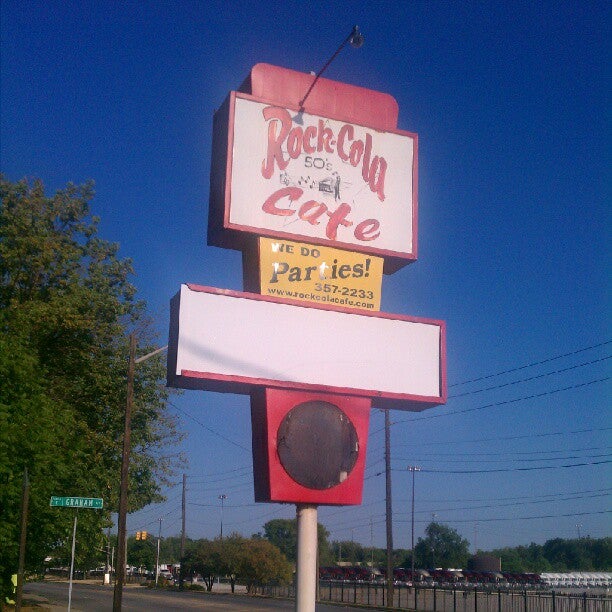 Rock-Cola
50's
Cafe
WE DO
Parties!
357-2233
www.rockcolacafe.com
GRAHAM